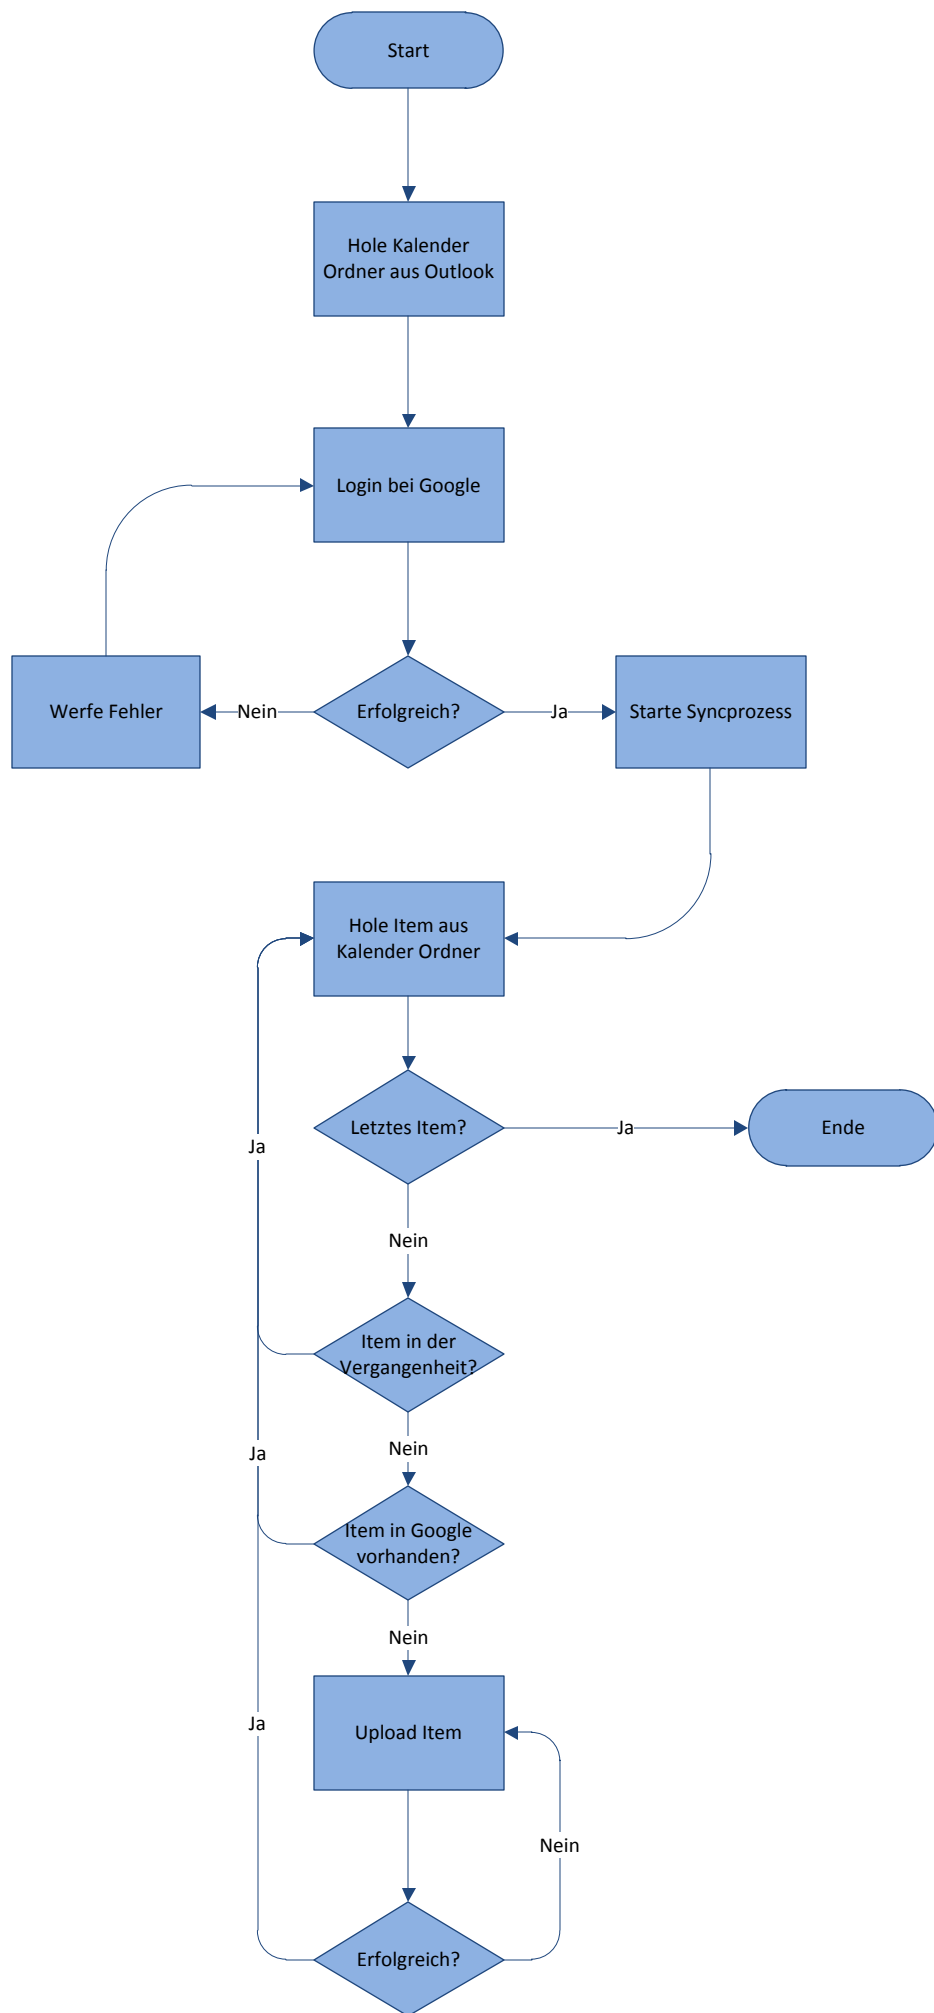 Start
Hole Kalender
Ordner aus Outlook
Login bei Google
Werfe Fehler
Nein
Erfolgreich?
Ja
Starte Syncprozess
Hole Item aus
Kalender Ordner
Letztes Item?
Ja
Ende
Ja
Nein
Item in der
Vergangenheit?
Nein
Ja
Item in Google
vorhanden?
Nein
Ja
Upload Item
Nein
Erfolgreich?